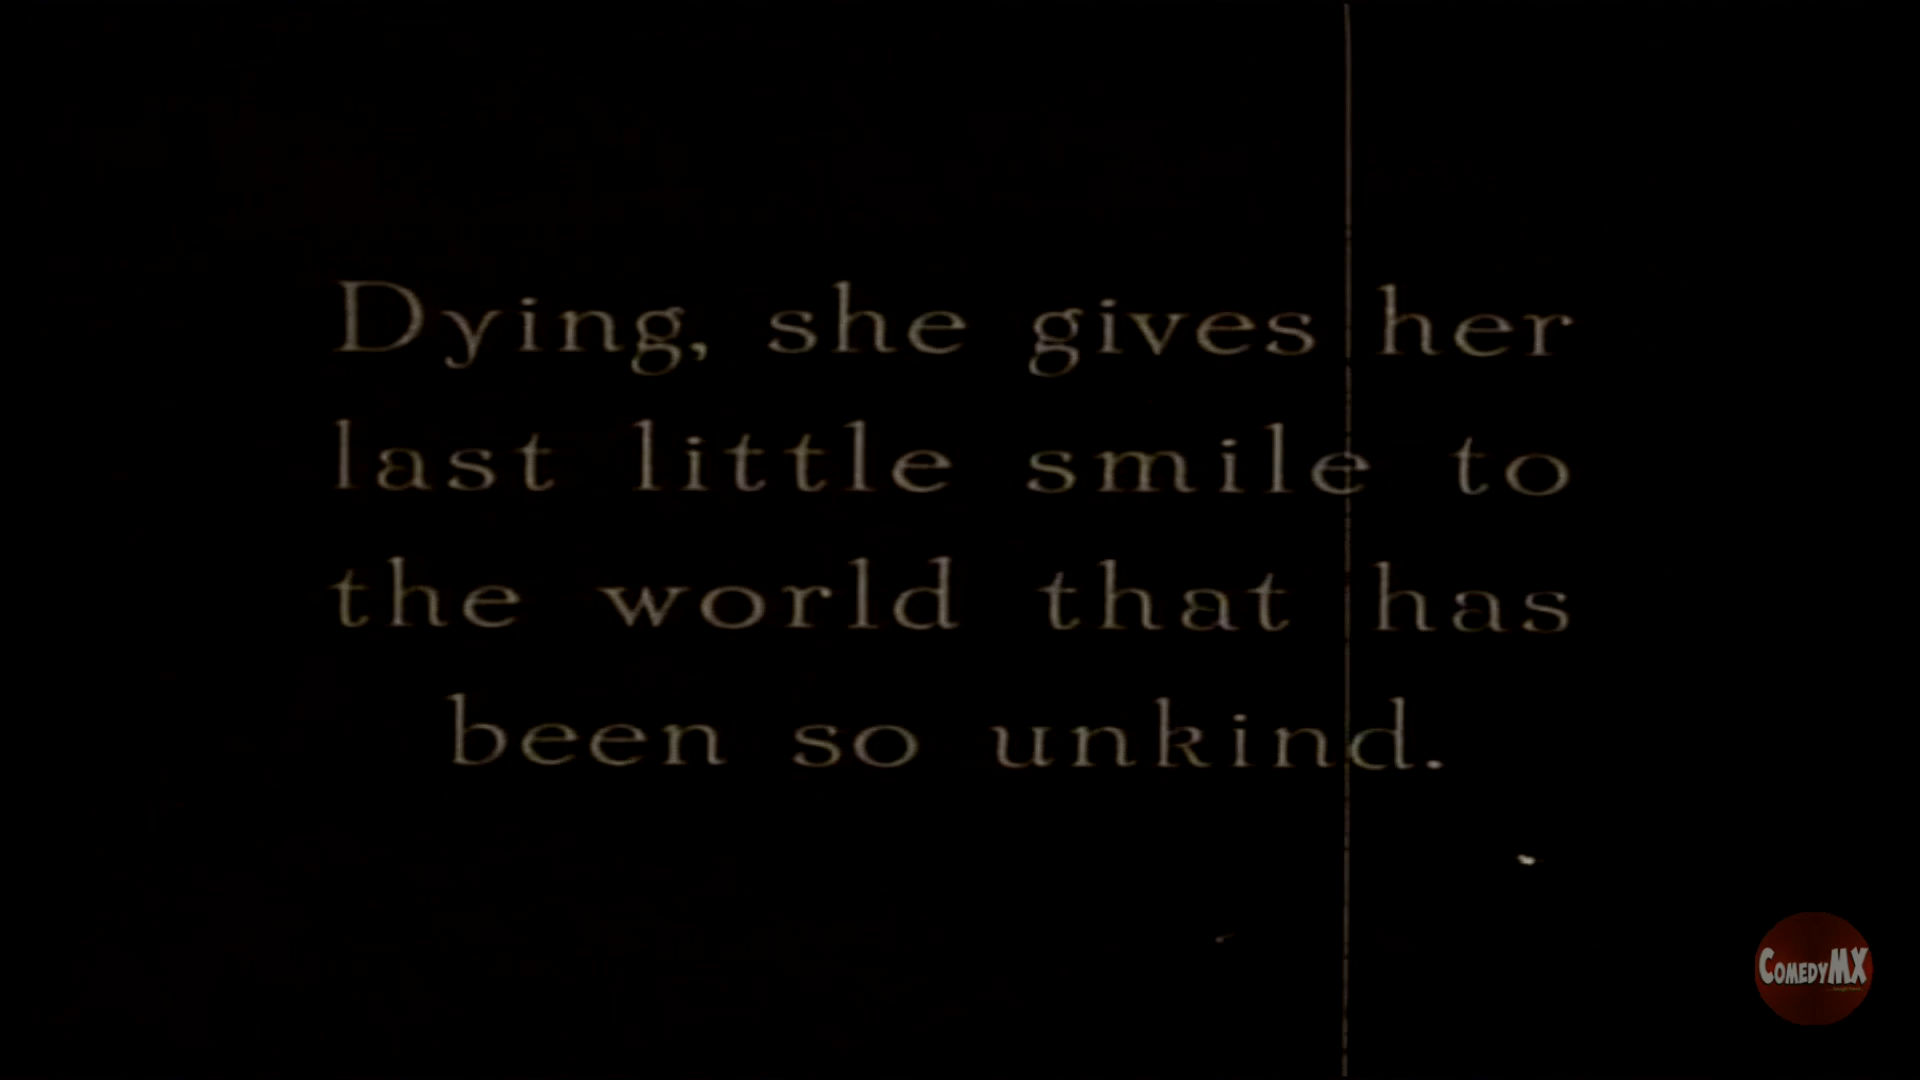 Dying, she gives her
last little smile to
the world that has
been so unkind.
COMEDYMX